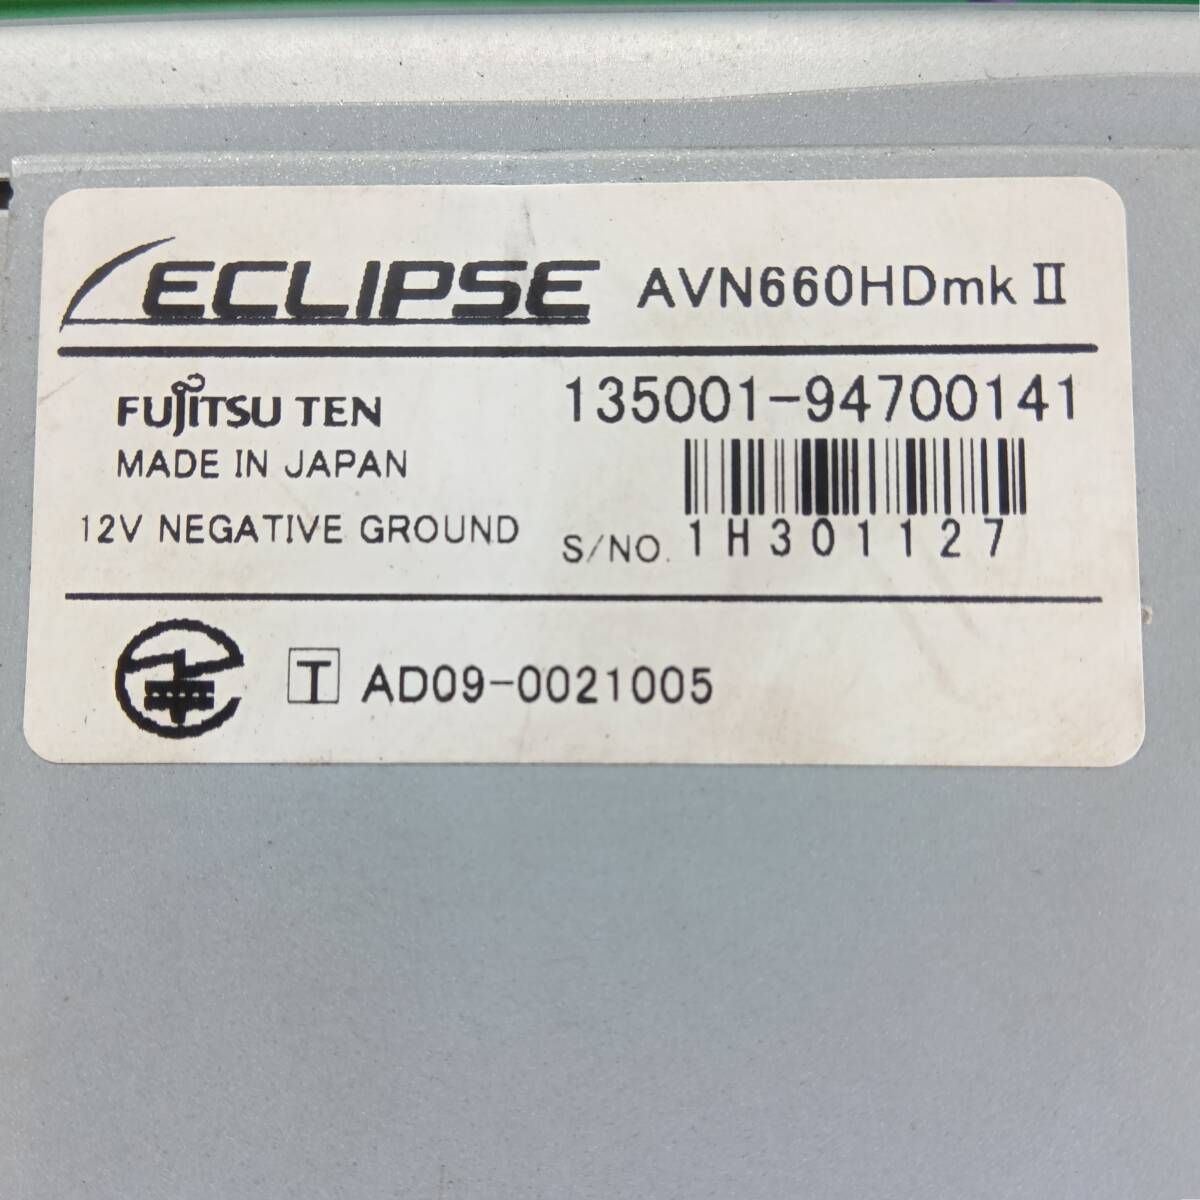 ECLIPSE AVN660HDmk II
FUJITSU TEN 135001-94700141
MADE IN JAPAN
12V NEGATIVE GROUND S/NO. 1H301127
T AD09-0021005